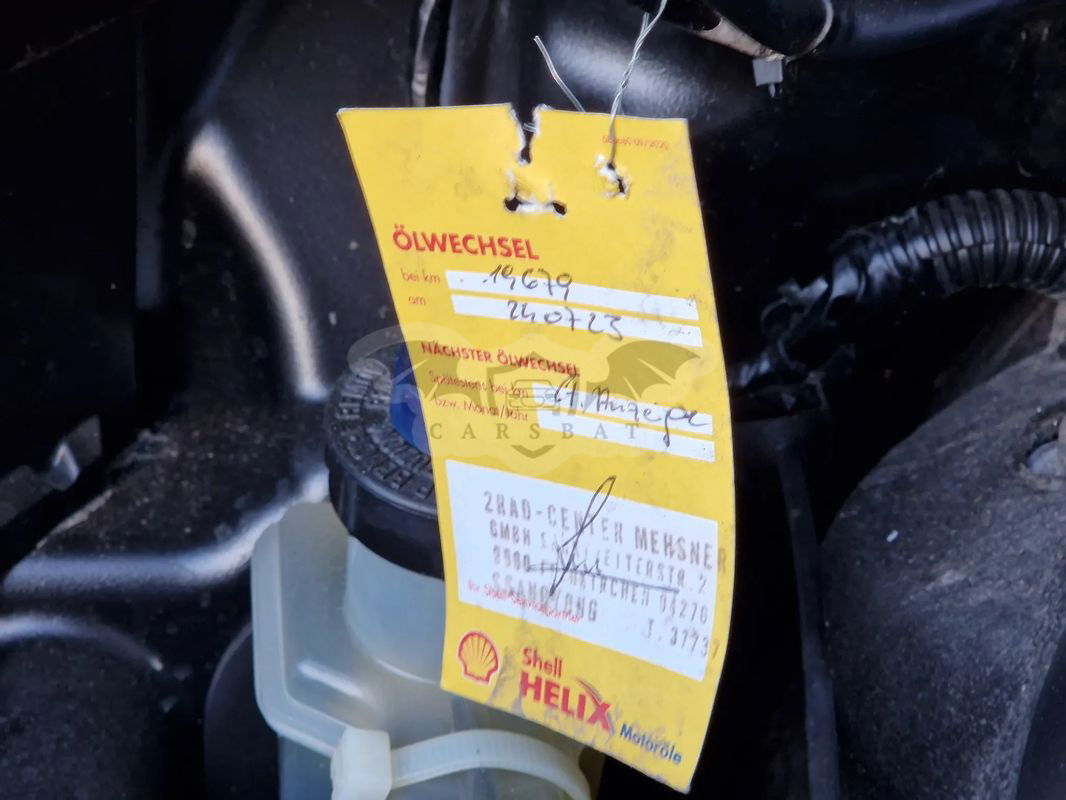 ÖLWECHSEL
bei km 19679
am 240723
NÄCHSTER ÖLWECHSEL
Spätestens bei km lt. Anzeige
bzw. Monat/Jahr
CARSBAT
2RAD-CENTER MEHSNER
GMBH
SSANGYONG
Ihr Shell-Servicepartner
Shell
HELIX
Motoröle